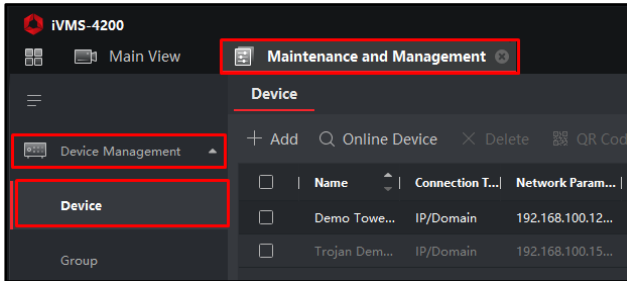 iVMS-4200
Main View Maintenance and Management
Device
Device Management + Add Online Device Delete QR Cod
Name Connection T... Network Param...
Device
Demo Towe... IP/Domain 192.168.100.12...
Group Trojan Dem... IP/Domain 192.168.100.15...